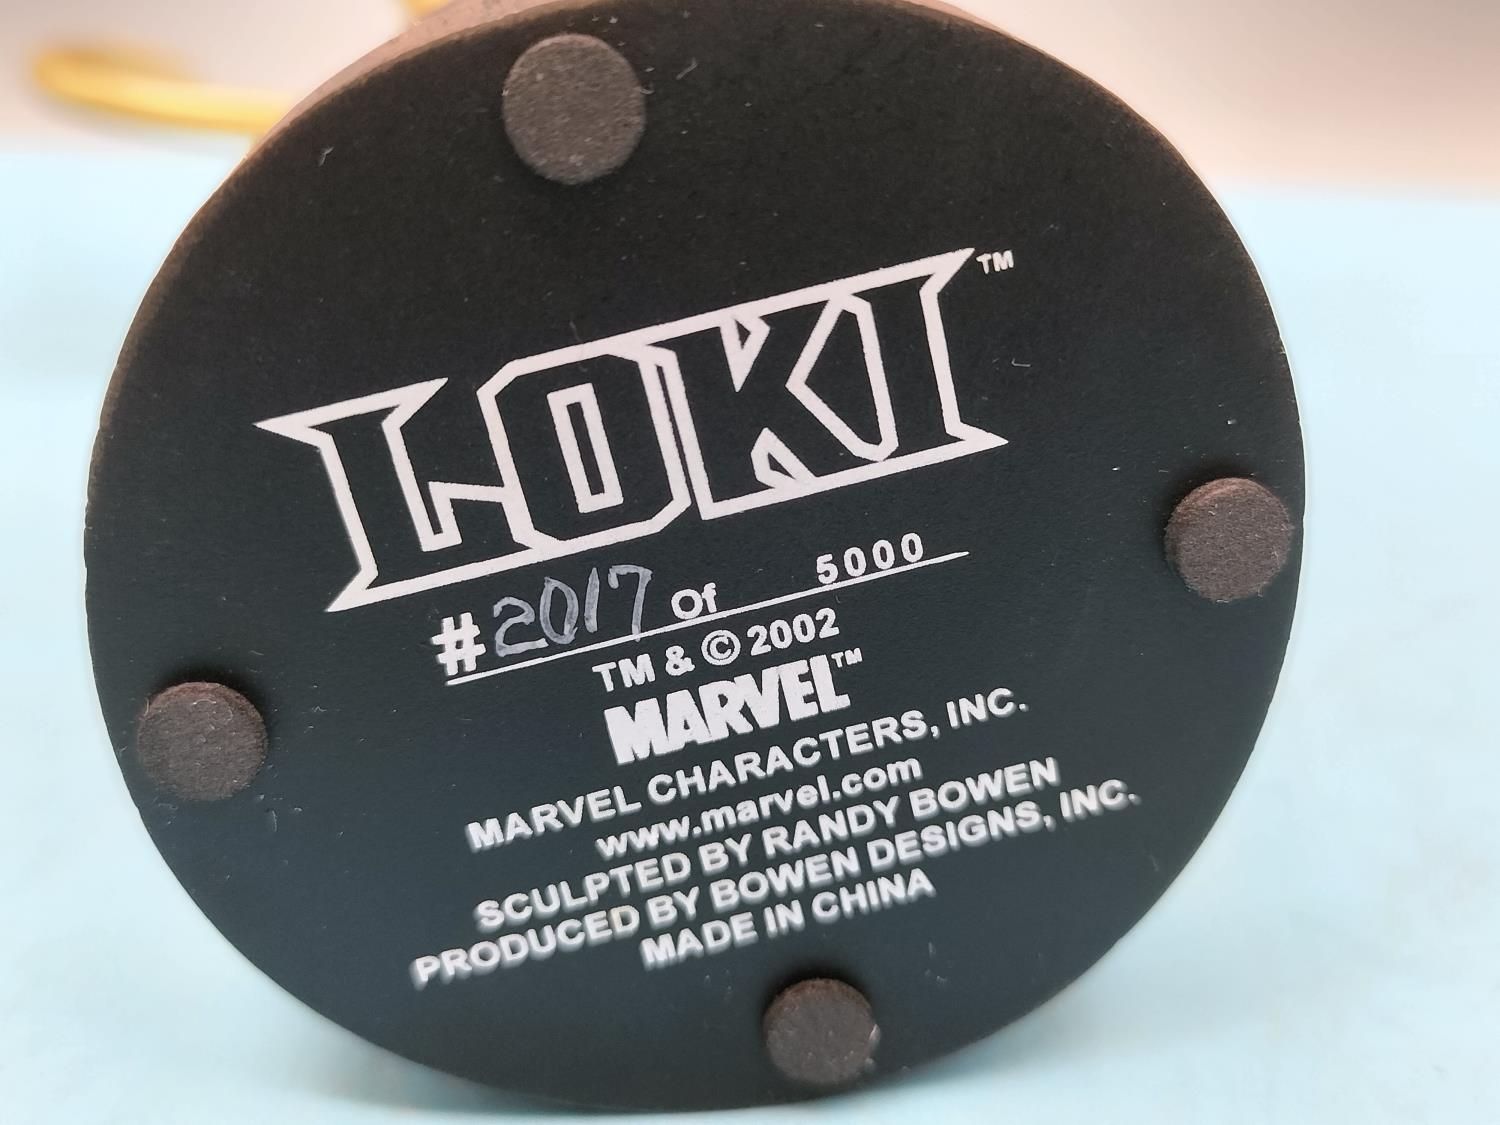 LOKI™
#2017 Of 5000
TM & © 2002
MARVEL™
MARVEL CHARACTERS, INC.
www.marvel.com
SCULPTED BY RANDY BOWEN
PRODUCED BY BOWEN DESIGNS, INC.
MADE IN CHINA